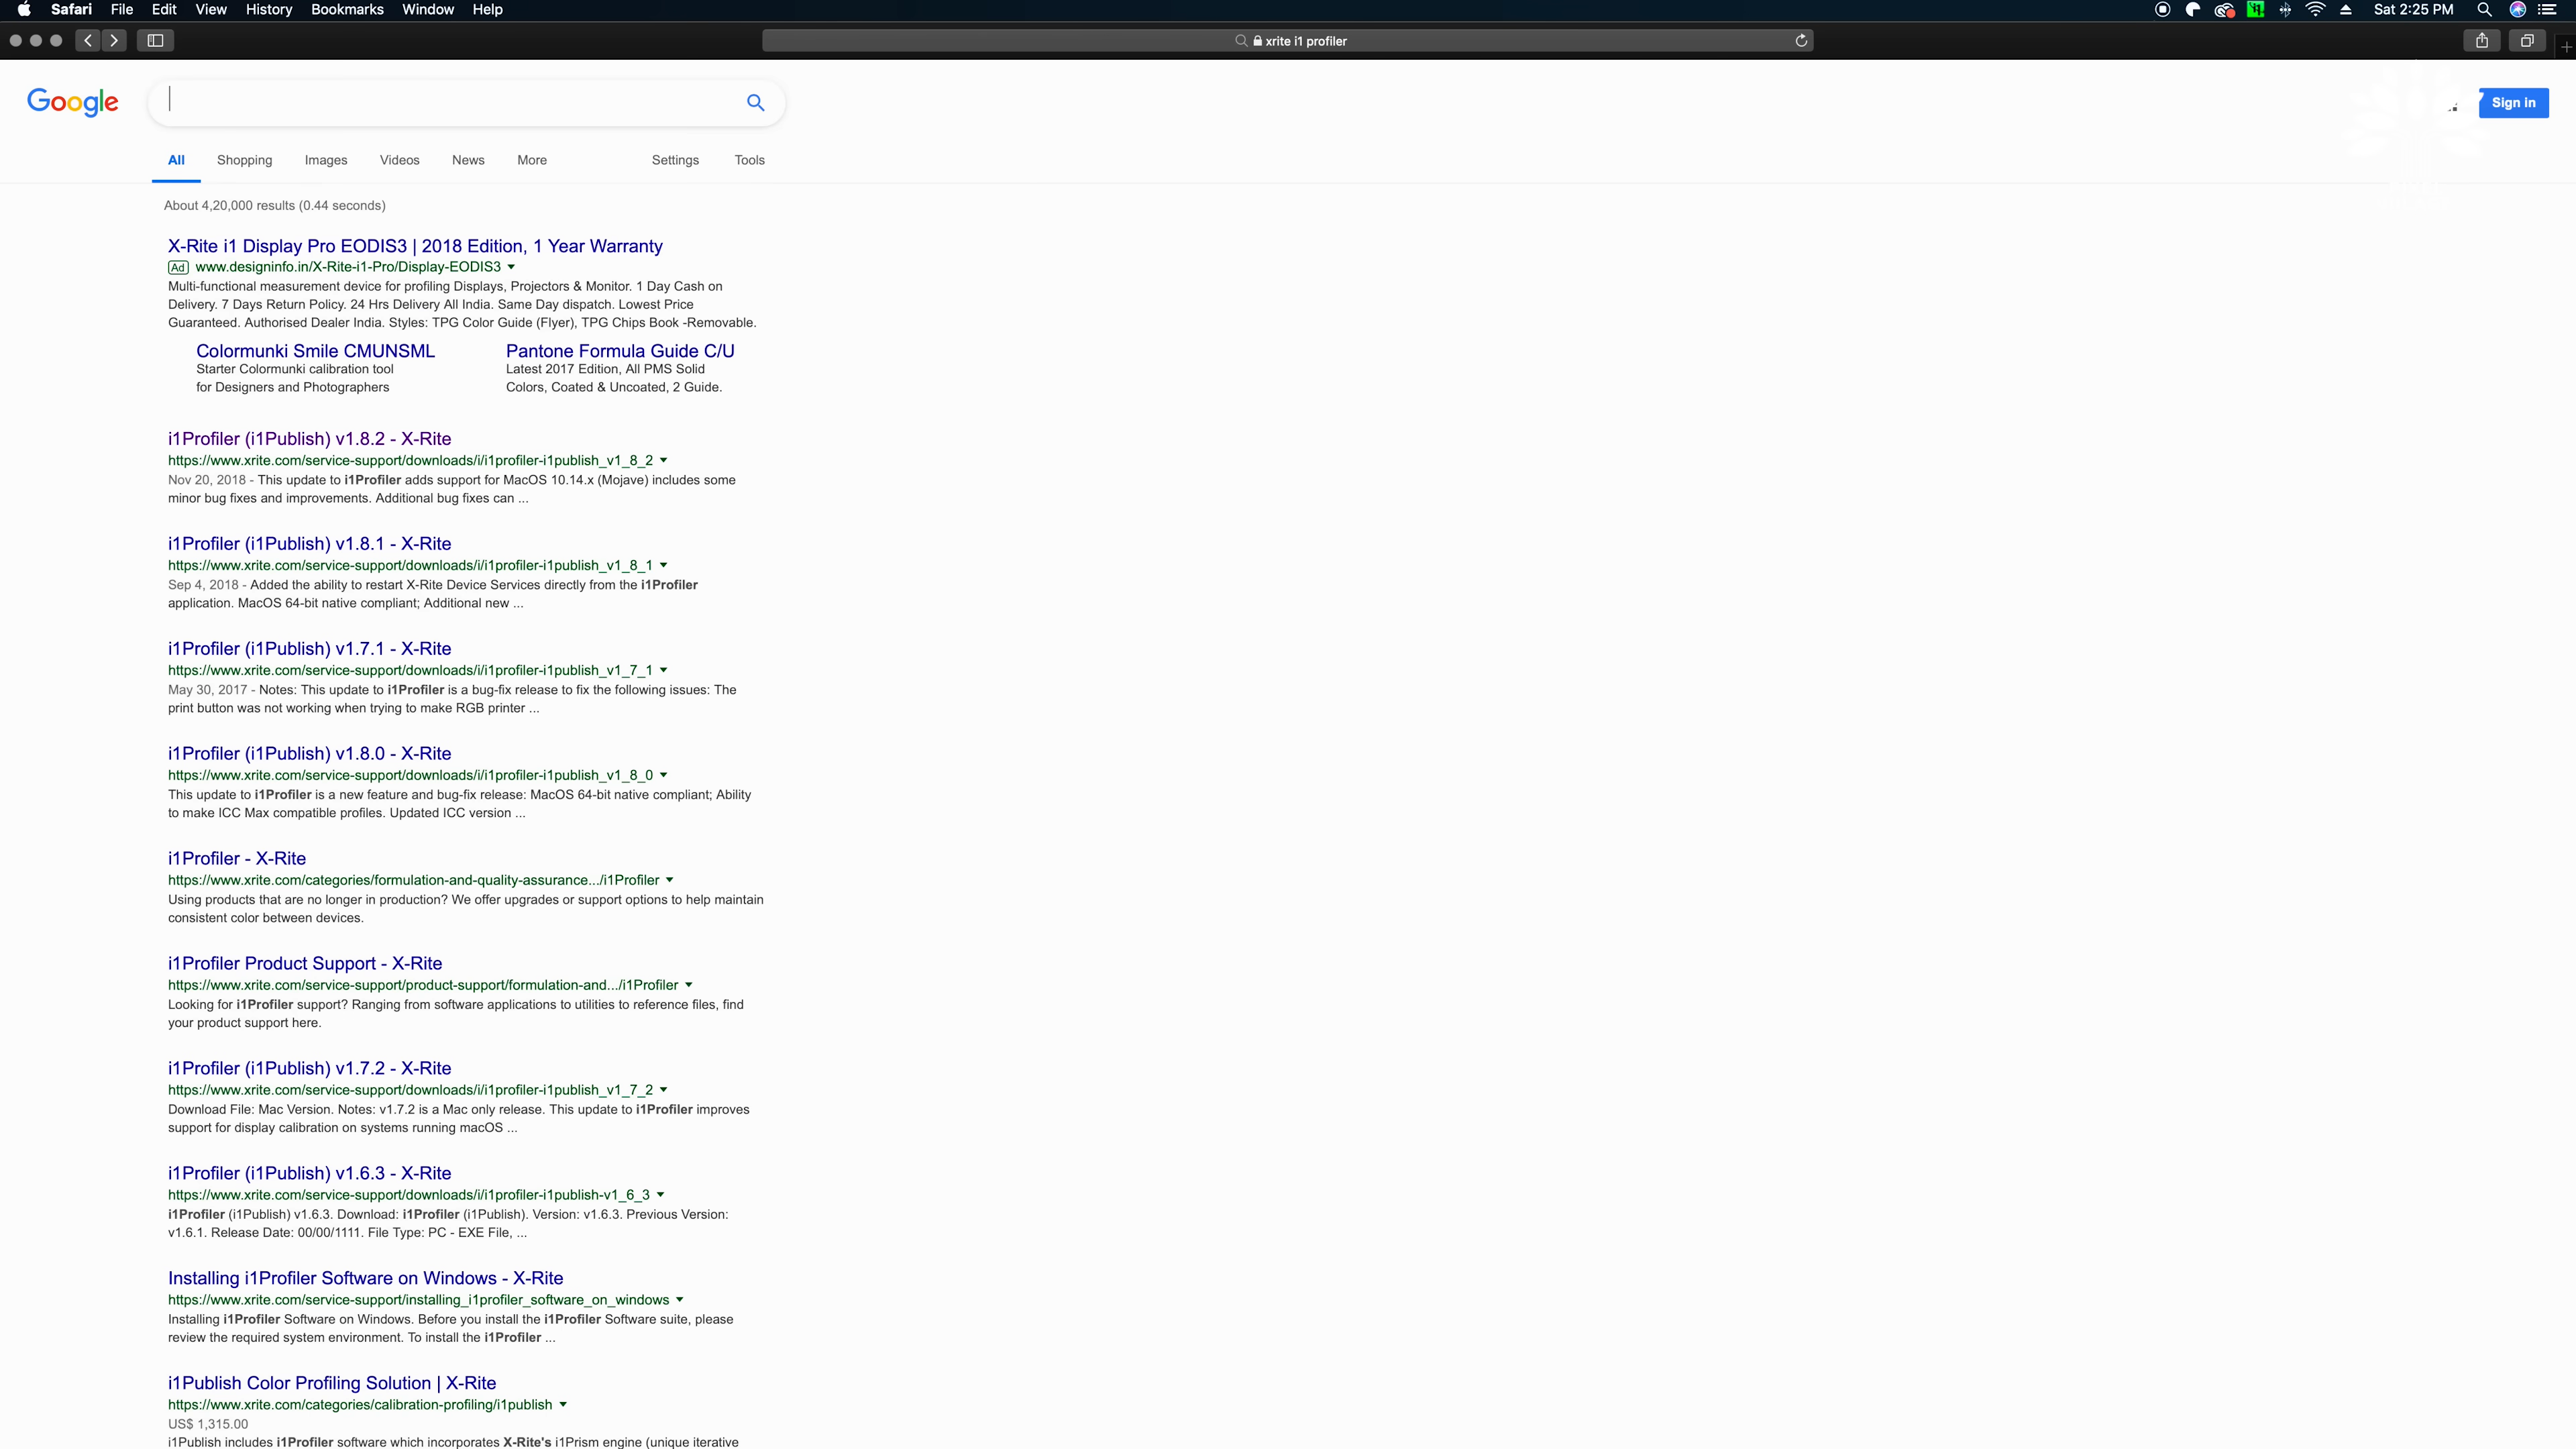 Safari File Edit View History Bookmarks Window Help Sat 2:25 PM
xrite i1 profiler
Google
Sign in
All Shopping Images Videos News More Settings Tools
About 4,20,000 results (0.44 seconds)
X-Rite i1 Display Pro EODIS3 | 2018 Edition, 1 Year Warranty
Ad www.designinfo.in/X-Rite-i1-Pro/Display-EODIS3
Multi-functional measurement device for profiling Displays, Projectors & Monitor. 1 Day Cash on
Delivery. 7 Days Return Policy. 24 Hrs Delivery All India. Same Day dispatch. Lowest Price
Guaranteed. Authorised Dealer India. Styles: TPG Color Guide (Flyer), TPG Chips Book -Removable.
Colormunki Smile CMUNSML
Starter Colormunki calibration tool
for Designers and Photographers
Pantone Formula Guide C/U
Latest 2017 Edition, All PMS Solid
Colors, Coated & Uncoated, 2 Guide.
i1Profiler (i1Publish) v1.8.2 - X-Rite
https://www.xrite.com/service-support/downloads/i/i1profiler-i1publish_v1_8_2
Nov 20, 2018 - This update to i1Profiler adds support for MacOS 10.14.x (Mojave) includes some
minor bug fixes and improvements. Additional bug fixes can ...
i1Profiler (i1Publish) v1.8.1 - X-Rite
https://www.xrite.com/service-support/downloads/i/i1profiler-i1publish_v1_8_1
Sep 4, 2018 - Added the ability to restart X-Rite Device Services directly from the i1Profiler
application. MacOS 64-bit native compliant; Additional new ...
i1Profiler (i1Publish) v1.7.1 - X-Rite
https://www.xrite.com/service-support/downloads/i/i1profiler-i1publish_v1_7_1
May 30, 2017 - Notes: This update to i1Profiler is a bug-fix release to fix the following issues: The
print button was not working when trying to make RGB printer ...
i1Profiler (i1Publish) v1.8.0 - X-Rite
https://www.xrite.com/service-support/downloads/i/i1profiler-i1publish_v1_8_0
This update to i1Profiler is a new feature and bug-fix release: MacOS 64-bit native compliant; Ability
to make ICC Max compatible profiles. Updated ICC version ...
i1Profiler - X-Rite
https://www.xrite.com/categories/formulation-and-quality-assurance.../i1Profiler
Using products that are no longer in production? We offer upgrades or support options to help maintain
consistent color between devices.
i1Profiler Product Support - X-Rite
https://www.xrite.com/service-support/product-support/formulation-and.../i1Profiler
Looking for i1Profiler support? Ranging from software applications to utilities to reference files, find
your product support here.
i1Profiler (i1Publish) v1.7.2 - X-Rite
https://www.xrite.com/service-support/downloads/i/i1profiler-i1publish_v1_7_2
Download File: Mac Version. Notes: v1.7.2 is a Mac only release. This update to i1Profiler improves
support for display calibration on systems running macOS ...
i1Profiler (i1Publish) v1.6.3 - X-Rite
https://www.xrite.com/service-support/downloads/i/i1profiler-i1publish-v1_6_3
i1Profiler (i1Publish) v1.6.3. Download: i1Profiler (i1Publish). Version: v1.6.3. Previous Version:
v1.6.1. Release Date: 00/00/1111. File Type: PC - EXE File, ...
Installing i1Profiler Software on Windows - X-Rite
https://www.xrite.com/service-support/installing_i1profiler_software_on_windows
Installing i1Profiler Software on Windows. Before you install the i1Profiler Software suite, please
review the required system environment. To install the i1Profiler ...
i1Publish Color Profiling Solution | X-Rite
https://www.xrite.com/categories/calibration-profiling/i1publish
US$ 1,315.00
i1Publish includes i1Profiler software which incorporates X-Rite's i1Prism engine (unique iterative